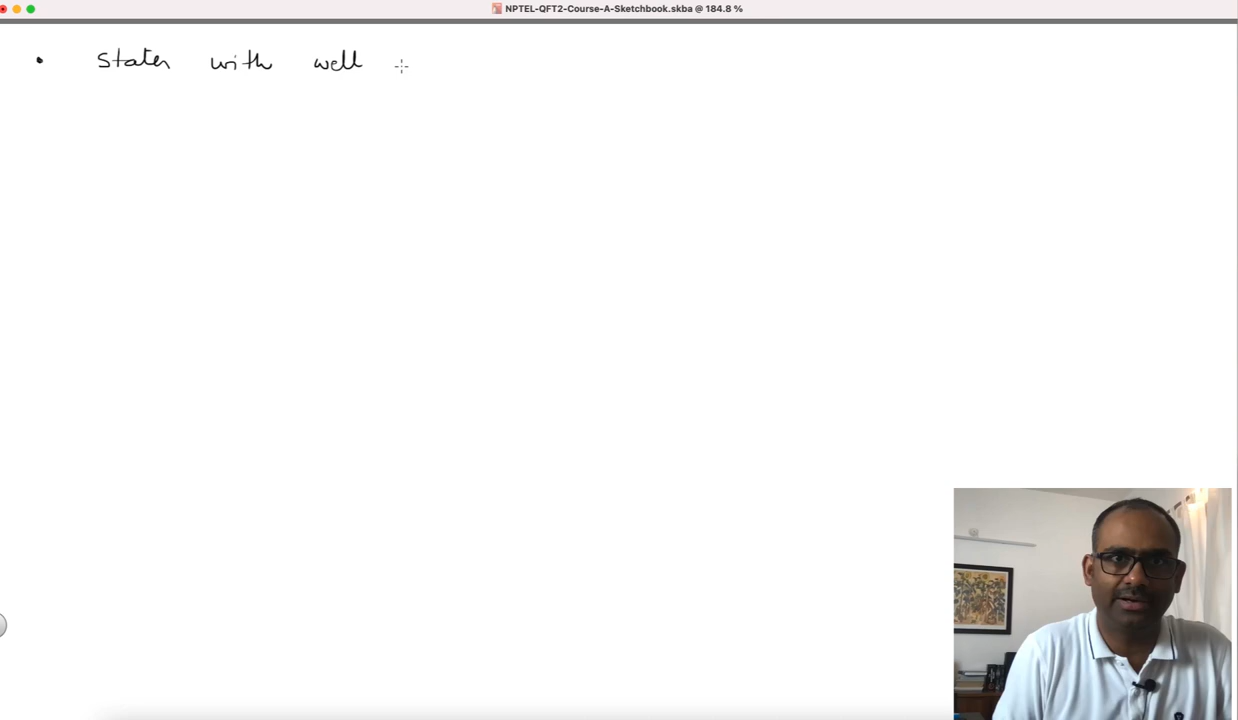 NPTEL-QFT2-Course-A-Sketchbook.skba @ 184.8 %
• states with well